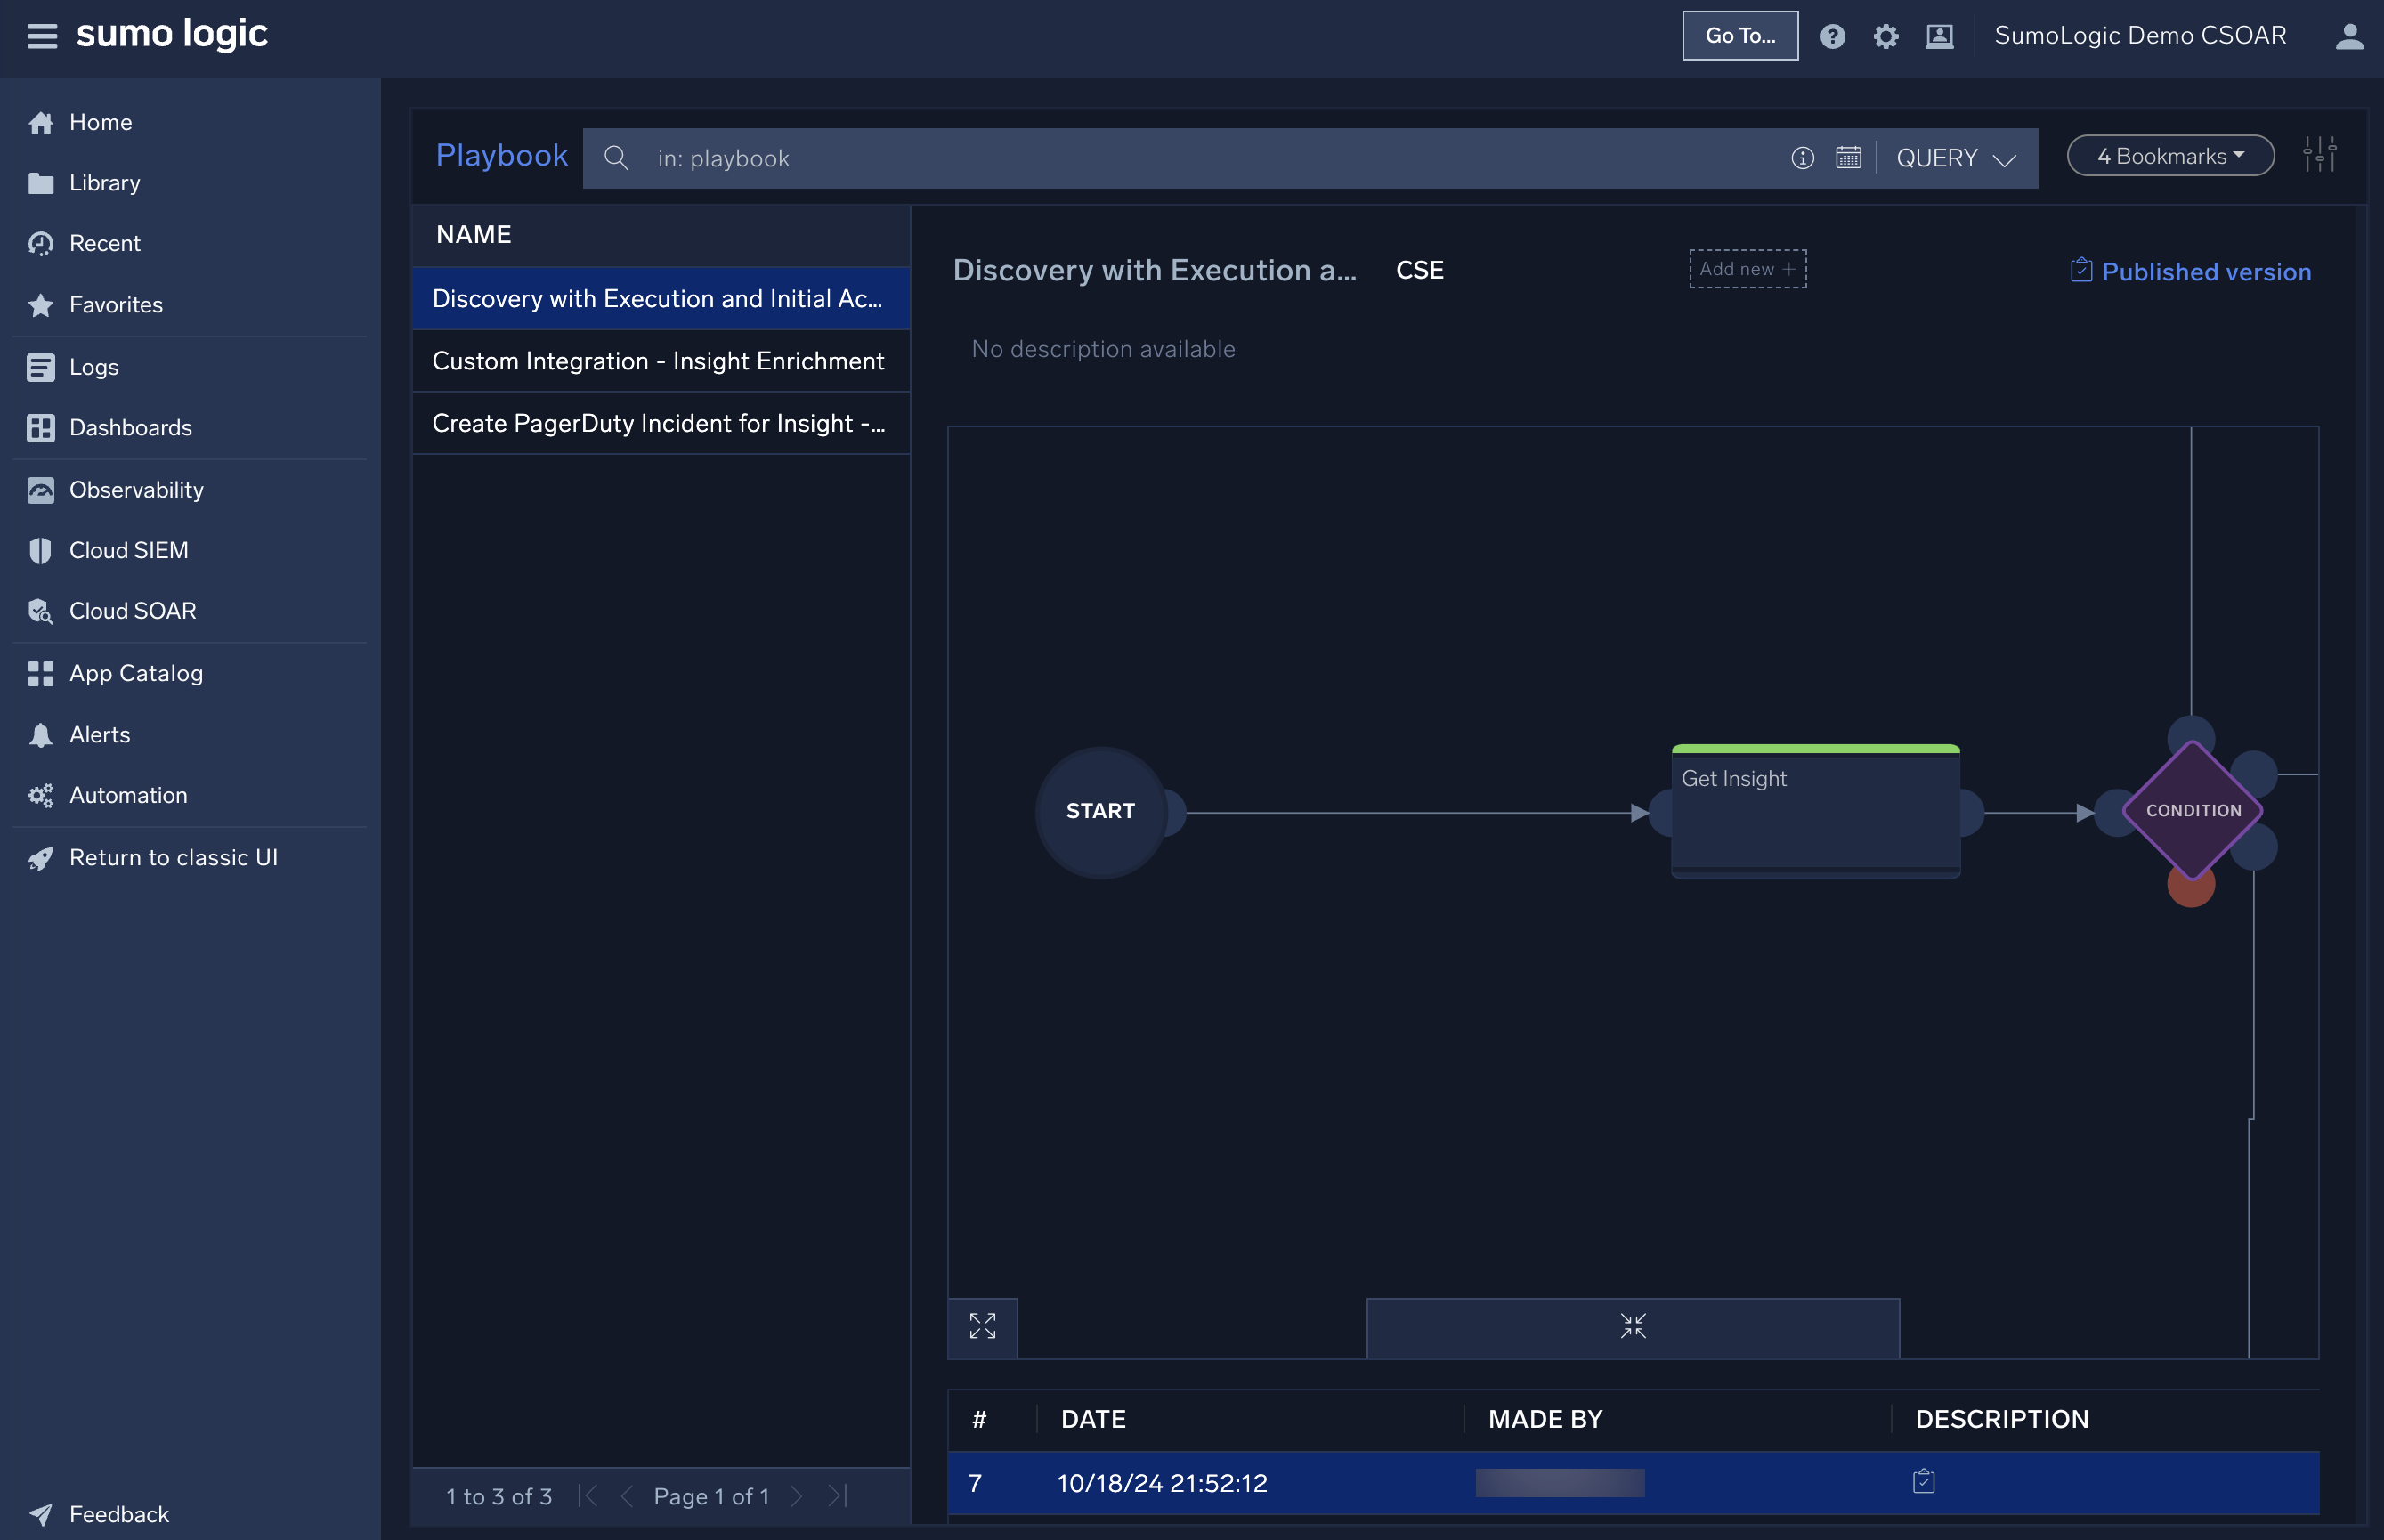 sumo logic
Go To...
SumoLogic Demo CSOAR
Home
Library
Recent
Favorites
Logs
Dashboards
Observability
Cloud SIEM
Cloud SOAR
App Catalog
Alerts
Automation
Return to classic UI
Feedback
Playbook
in: playbook
QUERY
4 Bookmarks
NAME
Discovery with Execution and Initial Ac...
Custom Integration - Insight Enrichment
Create PagerDuty Incident for Insight -...
1 to 3 of 3 Page 1 of 1
Discovery with Execution a... CSE Add new + Published version
No description available
START
Get Insight
CONDITION
# DATE MADE BY DESCRIPTION
7 10/18/24 21:52:12